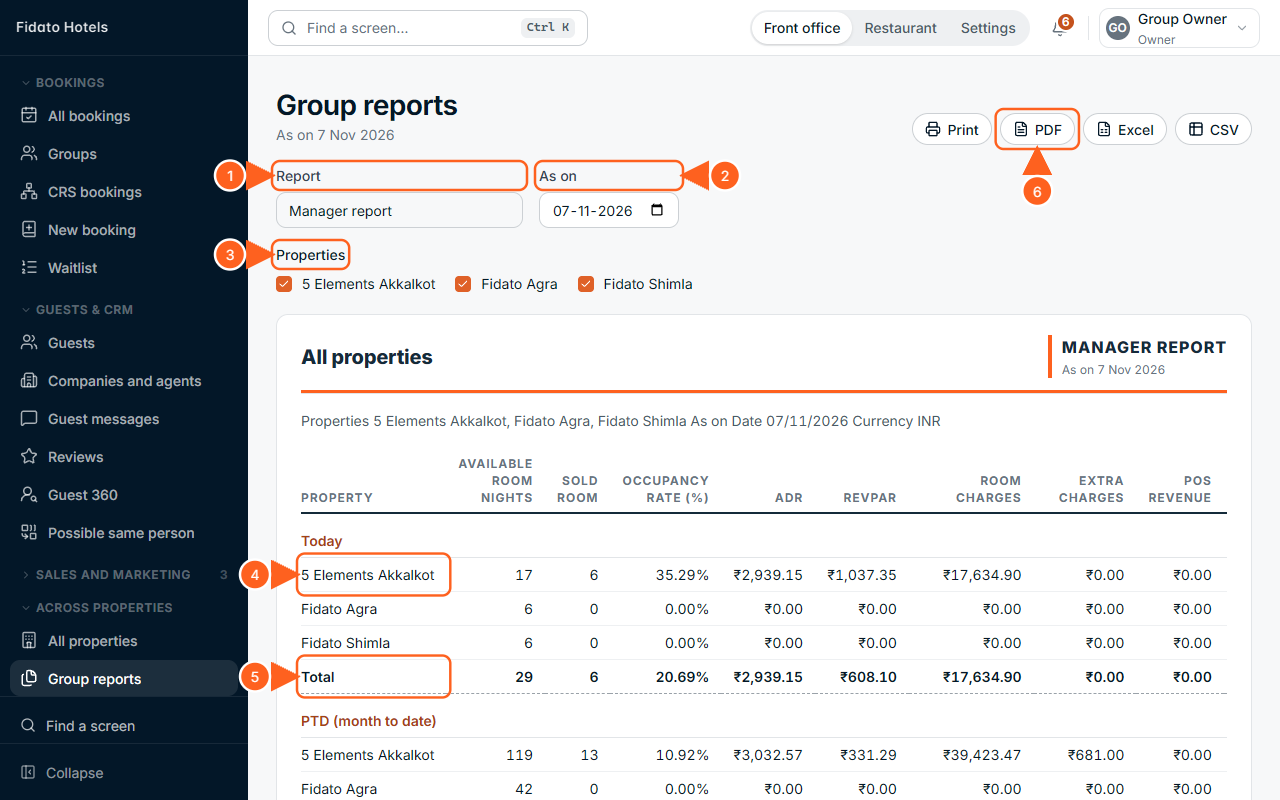 Fidato Hotels
Find a screen... Ctrl K
Front office Restaurant Settings
6
GO Group Owner
Owner
BOOKINGS
All bookings
Groups
CRS bookings
New booking
Waitlist
GUESTS & CRM
Guests
Companies and agents
Guest messages
Reviews
Guest 360
Possible same person
SALES AND MARKETING 3
ACROSS PROPERTIES
All properties
Group reports
Find a screen
Collapse
Group reports
As on 7 Nov 2026
Print PDF Excel CSV
6
1 Report As on 2
Manager report 07-11-2026
3 Properties
5 Elements Akkalkot Fidato Agra Fidato Shimla
All properties
MANAGER REPORT
As on 7 Nov 2026
Properties 5 Elements Akkalkot, Fidato Agra, Fidato Shimla As on Date 07/11/2026 Currency INR
PROPERTY AVAILABLE ROOM NIGHTS SOLD ROOM OCCUPANCY RATE (%) ADR REVPAR ROOM CHARGES EXTRA CHARGES POS REVENUE
Today
4 5 Elements Akkalkot 17 6 35.29% ₹2,939.15 ₹1,037.35 ₹17,634.90 ₹0.00 ₹0.00
Fidato Agra 6 0 0.00% ₹0.00 ₹0.00 ₹0.00 ₹0.00 ₹0.00
Fidato Shimla 6 0 0.00% ₹0.00 ₹0.00 ₹0.00 ₹0.00 ₹0.00
5 Total 29 6 20.69% ₹2,939.15 ₹608.10 ₹17,634.90 ₹0.00 ₹0.00
PTD (month to date)
5 Elements Akkalkot 119 13 10.92% ₹3,032.57 ₹331.29 ₹39,423.47 ₹681.00 ₹0.00
Fidato Agra 42 0 0.00% ₹0.00 ₹0.00 ₹0.00 ₹0.00 ₹0.00